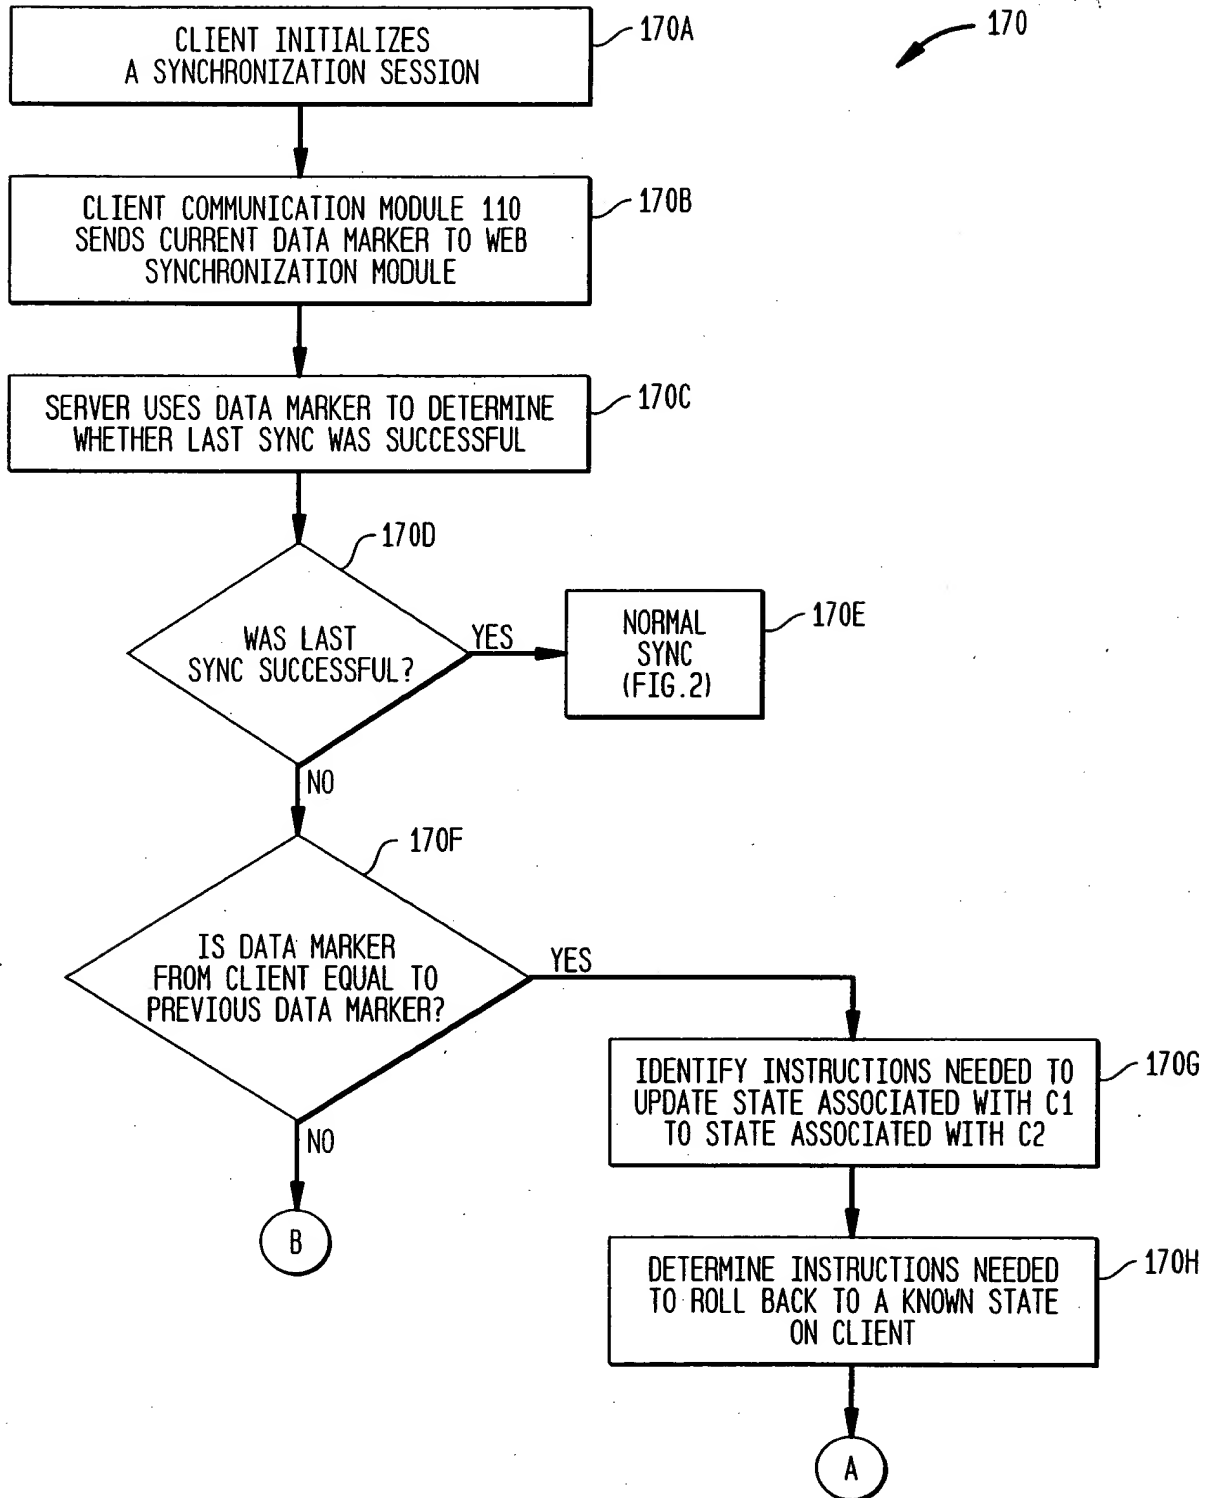 170
CLIENT INITIALIZES
A SYNCHRONIZATION SESSION
170A
CLIENT COMMUNICATION MODULE 110
SENDS CURRENT DATA MARKER TO WEB
SYNCHRONIZATION MODULE
170B
SERVER USES DATA MARKER TO DETERMINE
WHETHER LAST SYNC WAS SUCCESSFUL
170C
170D
WAS LAST
SYNC SUCCESSFUL?
YES
NORMAL
SYNC
(FIG.2)
170E
NO
170F
IS DATA MARKER
FROM CLIENT EQUAL TO
PREVIOUS DATA MARKER?
YES
IDENTIFY INSTRUCTIONS NEEDED TO
UPDATE STATE ASSOCIATED WITH C1
TO STATE ASSOCIATED WITH C2
170G
NO
B
DETERMINE INSTRUCTIONS NEEDED
TO ROLL BACK TO A KNOWN STATE
ON CLIENT
170H
A